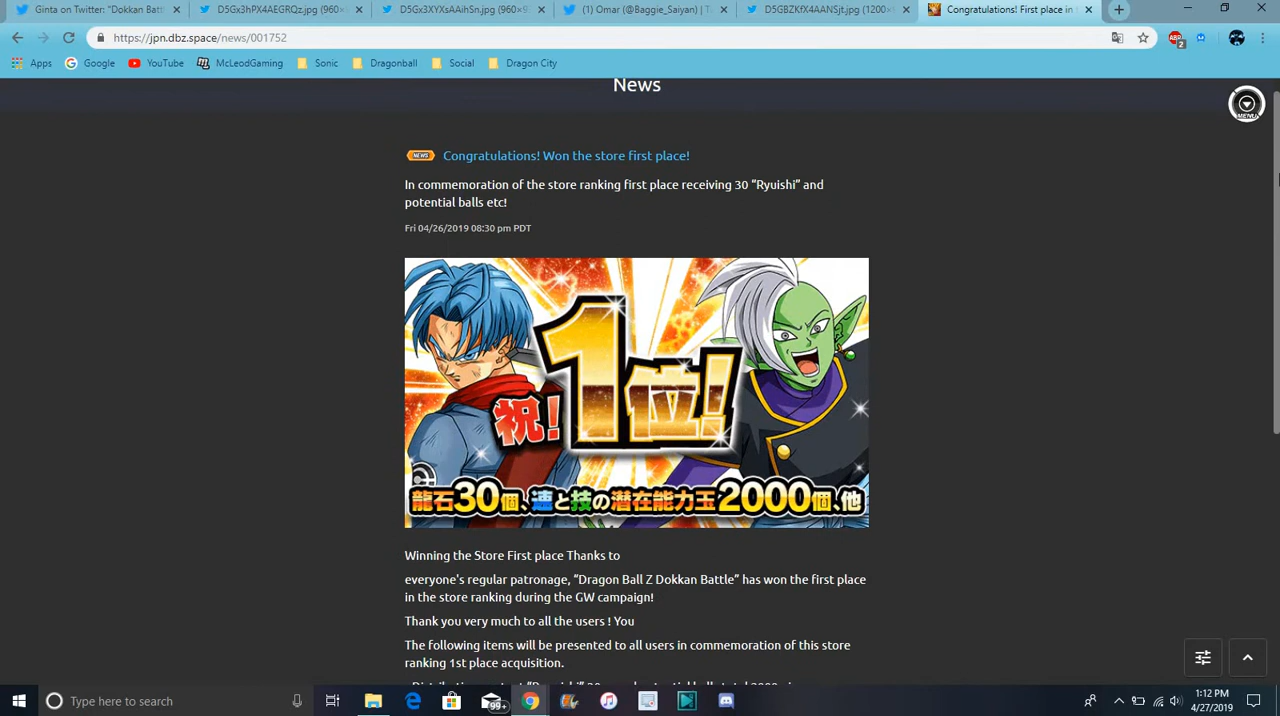 Ginta on Twitter: "Dokkan Batt
D5Gx3hPX4AEGRQz.jpg (960×
D5Gx3XYXsAAihSn.jpg (960×9
(1) Omar (@Baggie_Saiyan) | T
D5GBZKfX4AANSjt.jpg (1200×
Congratulations! First place in t
https://jpn.dbz.space/news/001752
ABP
2
Apps
Google
YouTube
McLeodGaming
Sonic
Dragonball
Social
Dragon City
News
MENU
NEWS
Congratulations! Won the store first place!
In commemoration of the store ranking first place receiving 30 “Ryuishi” and
potential balls etc!
Fri 04/26/2019 08:30 pm PDT
祝!
1位!
龍石30個、速と技の潜在能力玉2000個、他
Winning the Store First place Thanks to
everyone's regular patronage, “Dragon Ball Z Dokkan Battle” has won the first place
in the store ranking during the GW campaign!
Thank you very much to all the users ! You
The following items will be presented to all users in commemoration of this store
ranking 1st place acquisition.
Type here to search
99+
1:12 PM
4/27/2019